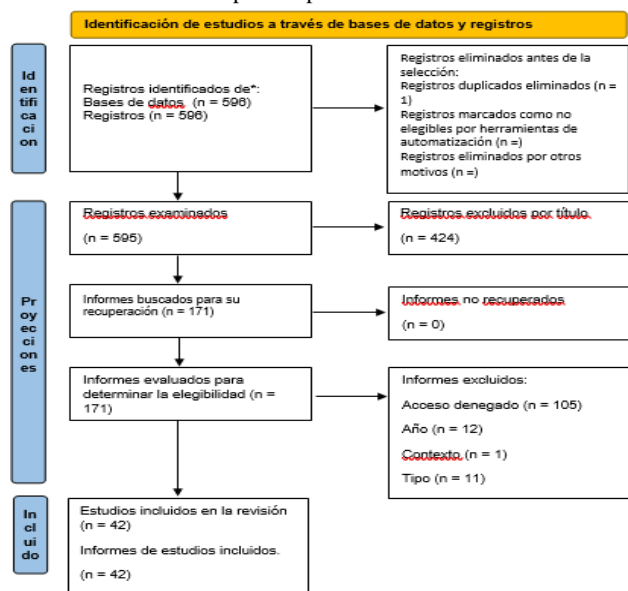 Identificación de estudios a través de bases de datos y registros
Id
en
tifi
ca
ci
on
Registros identificados de*:
Bases de datos (n = 596)
Registros (n = 596)
Registros eliminados antes de la
selección:
Registros duplicados eliminados (n =
1)
Registros marcados como no
elegibles por herramientas de
automatización (n =)
Registros eliminados por otros
motivos (n =)
Pr
oy
ec
ci
on
es
Registros examinados
(n = 595)
Registros excluidos por título
(n = 424)
Informes buscados para su
recuperación (n = 171)
Informes no recuperados
(n = 0)
Informes evaluados para
determinar la elegibilidad (n =
171)
Informes excluidos:
Acceso denegado (n = 105)
Año (n = 12)
Contexto (n = 1)
Tipo (n = 11)
In
cl
ui
do
Estudios incluidos en la revisión
(n = 42)
Informes de estudios incluidos.
(n = 42)